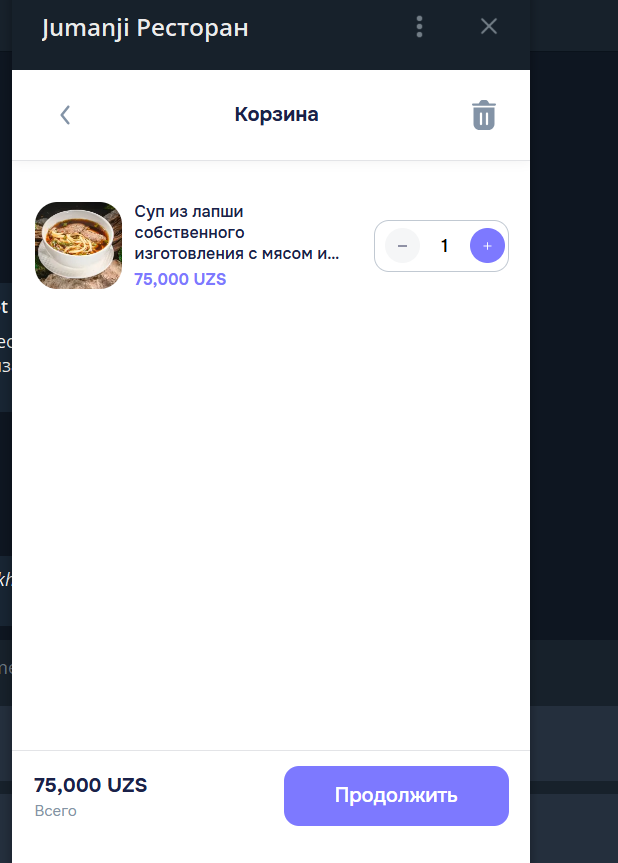 Jumanji Ресторан
Корзина
Суп из лапши
собственного
изготовления с мясом и...
75,000 UZS
1
75,000 UZS
Всего
Продолжить